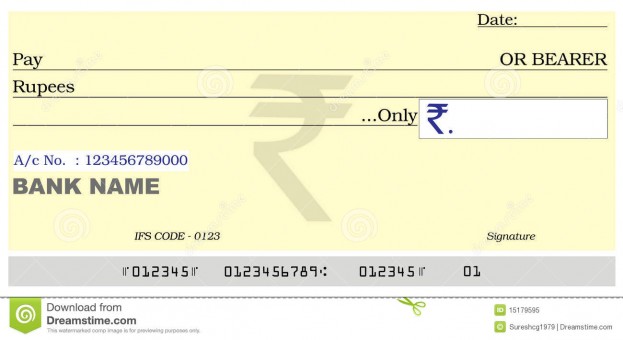 Date:
Pay OR BEARER
Rupees
...Only ₹.
A/c No. : 123456789000
BANK NAME
IFS CODE - 0123 Signature
⑈012345⑈ 0123456789⑆ 012345⑈ 01
Download from
Dreamstime.com
This watermarked comp image is for previewing purposes only.
15179595
Sureshcg1979 | Dreamstime.com